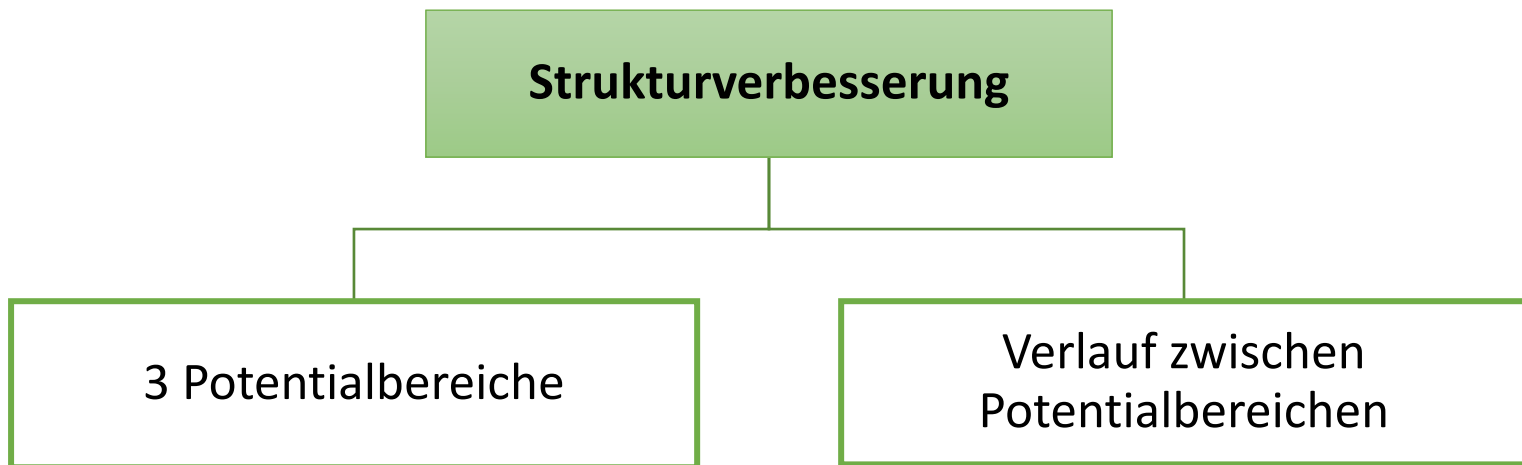 Strukturverbesserung
3 Potentialbereiche
Verlauf zwischen
Potentialbereichen